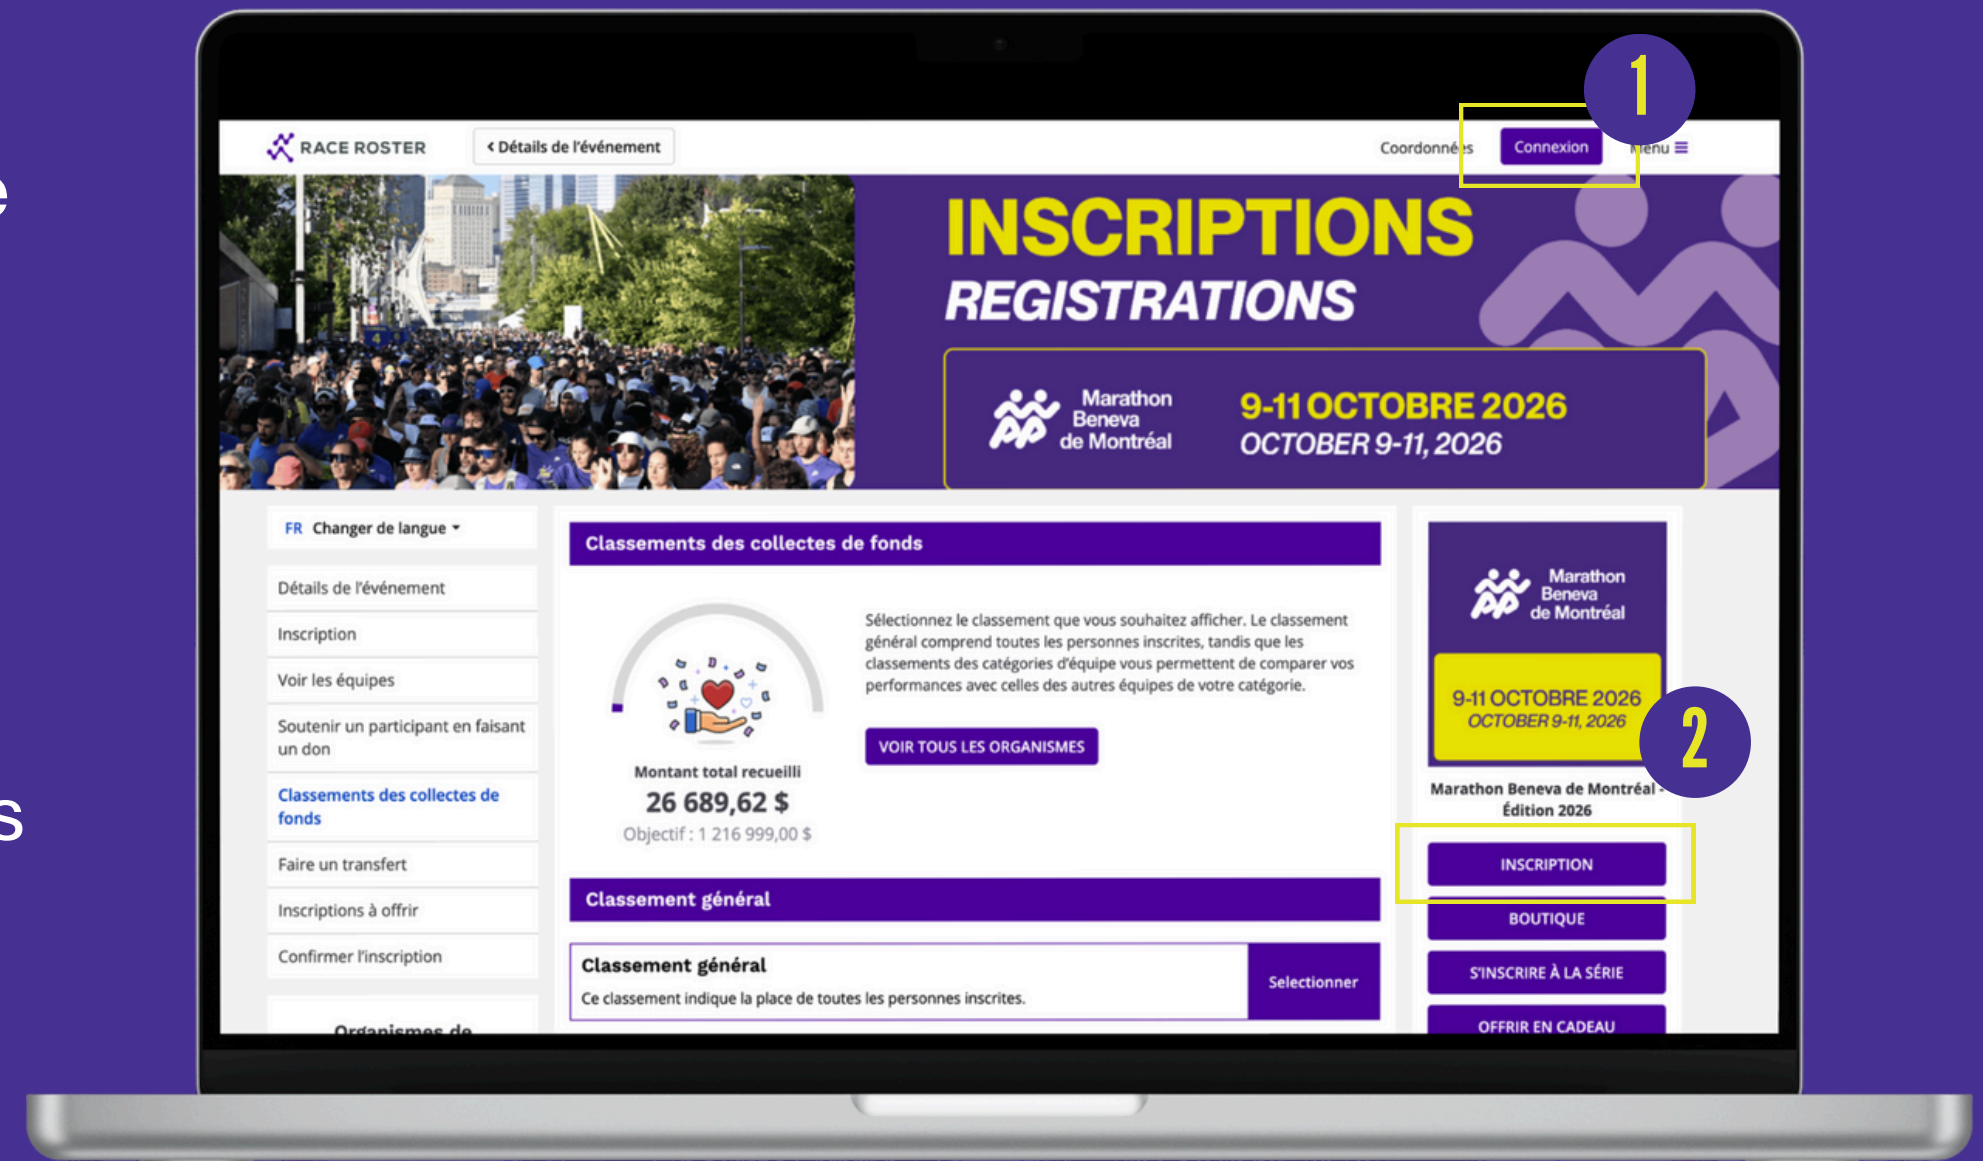 e
s
1
RACE ROSTER
‹ Détails de l'événement
Coordonnées
Connexion
Menu
INSCRIPTIONS
REGISTRATIONS
Marathon
Beneva
de Montréal
9-11 OCTOBRE 2026
OCTOBER 9-11, 2026
4
FR Changer de langue
Détails de l'événement
Inscription
Voir les équipes
Soutenir un participant en faisant
un don
Classements des collectes de
fonds
Faire un transfert
Inscriptions à offrir
Confirmer l'inscription
Organismes de
Classements des collectes de fonds
Sélectionnez le classement que vous souhaitez afficher. Le classement
général comprend toutes les personnes inscrites, tandis que les
classements des catégories d'équipe vous permettent de comparer vos
performances avec celles des autres équipes de votre catégorie.
VOIR TOUS LES ORGANISMES
Montant total recueilli
26 689,62 $
Objectif : 1 216 999,00 $
Classement général
Classement général
Ce classement indique la place de toutes les personnes inscrites.
Selectionner
Marathon
Beneva
de Montréal
9-11 OCTOBRE 2026
OCTOBER 9-11, 2026
2
Marathon Beneva de Montréal -
Édition 2026
INSCRIPTION
BOUTIQUE
S'INSCRIRE À LA SÉRIE
OFFRIR EN CADEAU